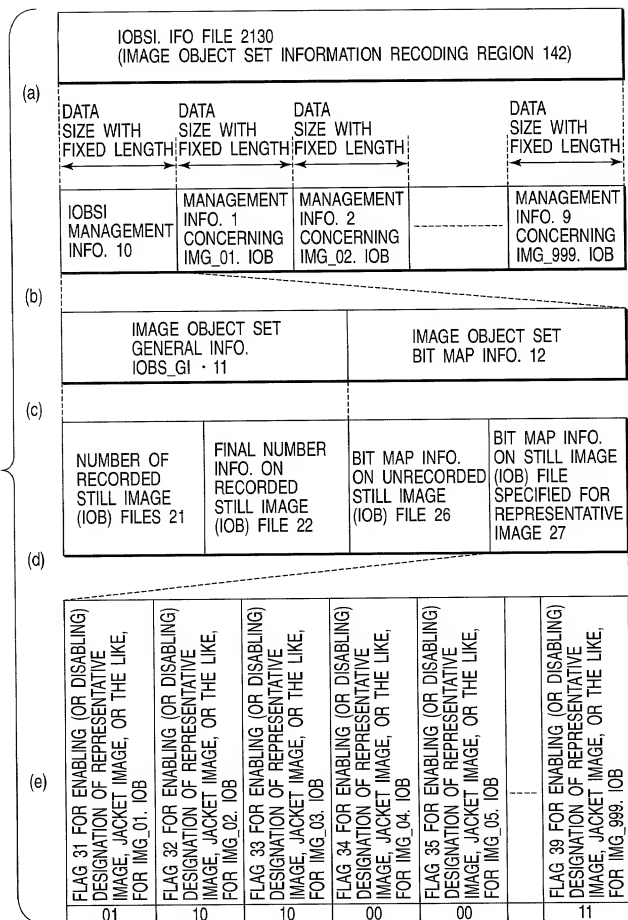 IOBSI. IFO FILE 2130
(IMAGE OBJECT SET INFORMATION RECODING REGION 142)
(a)
DATA
SIZE WITH
FIXED LENGTH
DATA
SIZE WITH
FIXED LENGTH
DATA
SIZE WITH
FIXED LENGTH
DATA
SIZE WITH
FIXED LENGTH
IOBSI
MANAGEMENT
INFO. 10
MANAGEMENT
INFO. 1
CONCERNING
IMG_01. IOB
MANAGEMENT
INFO. 2
CONCERNING
IMG_02. IOB
MANAGEMENT
INFO. 9
CONCERNING
IMG_999. IOB
(b)
IMAGE OBJECT SET
GENERAL INFO.
IOBS_GI · 11
IMAGE OBJECT SET
BIT MAP INFO. 12
(c)
NUMBER OF
RECORDED
STILL IMAGE
(IOB) FILES 21
FINAL NUMBER
INFO. ON
RECORDED
STILL IMAGE
(IOB) FILE 22
BIT MAP INFO.
ON UNRECORDED
STILL IMAGE
(IOB) FILE 26
BIT MAP INFO.
ON STILL IMAGE
(IOB) FILE
SPECIFIED FOR
REPRESENTATIVE
IMAGE 27
(d)
FLAG 31 FOR ENABLING (OR DISABLING)
DESIGNATION OF REPRESENTATIVE
IMAGE, JACKET IMAGE, OR THE LIKE,
FOR IMG_01. IOB
FLAG 32 FOR ENABLING (OR DISABLING)
DESIGNATION OF REPRESENTATIVE
IMAGE, JACKET IMAGE, OR THE LIKE,
FOR IMG_02. IOB
FLAG 33 FOR ENABLING (OR DISABLING)
DESIGNATION OF REPRESENTATIVE
IMAGE, JACKET IMAGE, OR THE LIKE,
FOR IMG_03. IOB
FLAG 34 FOR ENABLING (OR DISABLING)
DESIGNATION OF REPRESENTATIVE
IMAGE, JACKET IMAGE, OR THE LIKE,
FOR IMG_04. IOB
FLAG 35 FOR ENABLING (OR DISABLING)
DESIGNATION OF REPRESENTATIVE
IMAGE, JACKET IMAGE, OR THE LIKE,
FOR IMG_05. IOB
FLAG 39 FOR ENABLING (OR DISABLING)
DESIGNATION OF REPRESENTATIVE
IMAGE, JACKET IMAGE, OR THE LIKE,
FOR IMG_999. IOB
(e)
01
10
10
00
00
11